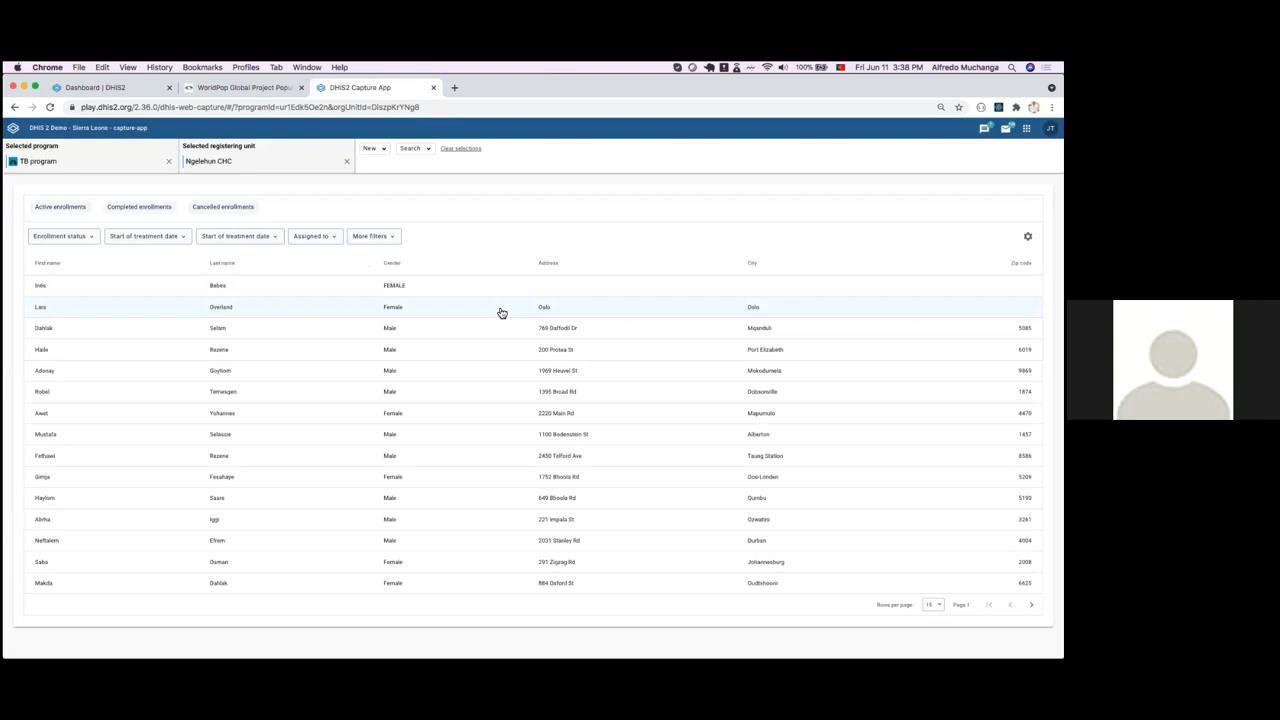 Chrome File Edit View History Bookmarks Profiles Tab Window Help 100% Fri Jun 11 3:38 PM Alfredo Muchanga
Dashboard | DHIS2 WorldPop Global Project Popu DHIS2 Capture App
play.dhis2.org/2.36.0/dhis-web-capture/#/?programId=ur1Edk5Oe2n&orgUnitId=DiszpKrYNg8
DHIS 2 Demo - Sierra Leone - capture-app JT
Selected program Selected registering unit New Search Clear selections
TB program Ngelehun CHC
Active enrollments Completed enrollments Cancelled enrollments
Enrollment status Start of treatment date Start of treatment date Assigned to More filters
First name Last name Gender Address City Zip code
Inés Bebea FEMALE
Lara Overland Female Oslo Oslo
Dahlak Selam Male 769 Daffodil Dr Mqanduli 5085
Haile Rezene Male 200 Protea St Port Elizabeth 6019
Adonay Goytiom Male 1969 Heuvel St Mokodumela 9869
Robel Temesgen Male 1395 Broad Rd Dobsonville 1874
Awet Yohannes Female 2220 Main Rd Mapumulo 4470
Mustafa Selassie Male 1100 Bodenstein St Alberton 1457
Fethawi Rezene Male 2450 Telford Ave Taung Station 8586
Gimja Fesahaye Female 1752 Bhoola Rd Oos-Londen 5209
Haylom Saare Male 649 Bhoola Rd Qumbu 5190
Abrha Iggi Male 221 Impala St Ozwatini 3261
Neftalem Efrem Male 2031 Stanley Rd Durban 4004
Saba Osman Female 291 Zigzag Rd Johannesburg 2008
Makda Dahlak Female 884 Oxford St Oudtshoorn 6625
Rows per page: 15 Page 1